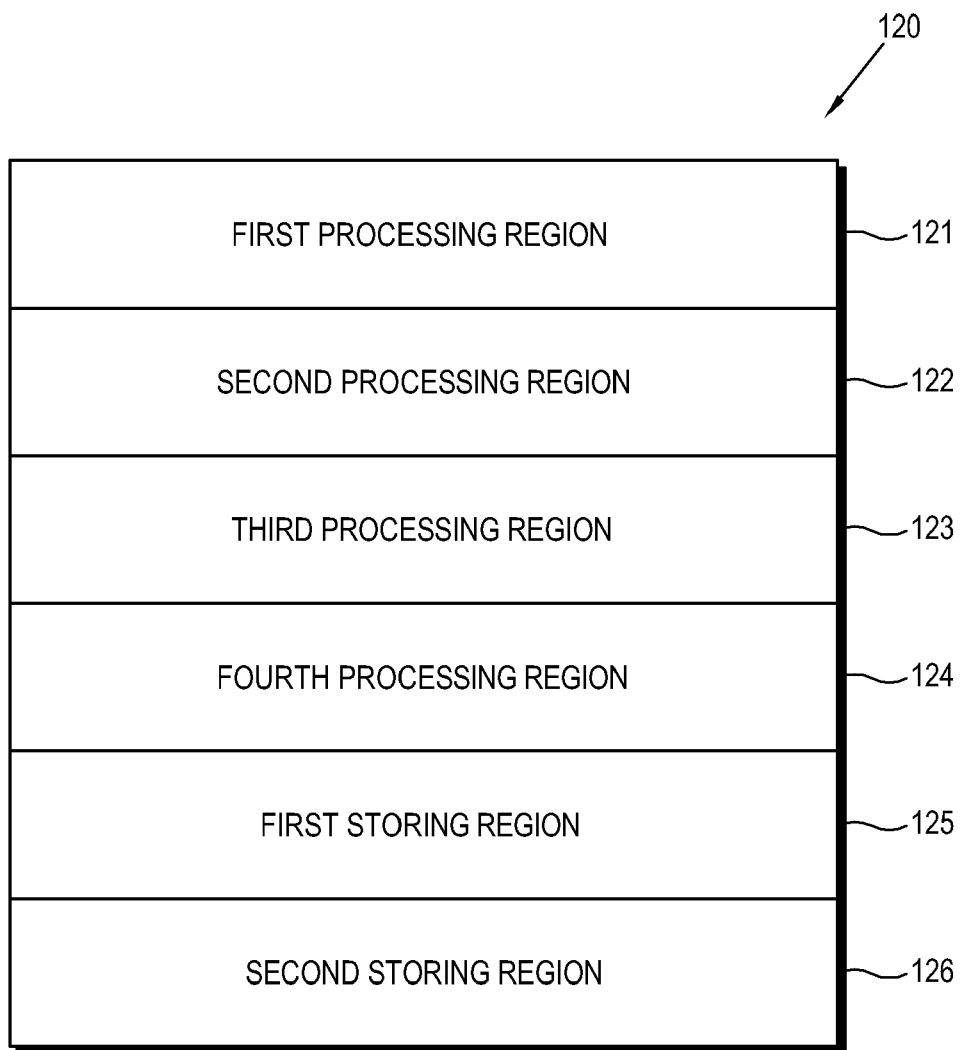 120
FIRST PROCESSING REGION 121
SECOND PROCESSING REGION 122
THIRD PROCESSING REGION 123
FOURTH PROCESSING REGION 124
FIRST STORING REGION 125
SECOND STORING REGION 126